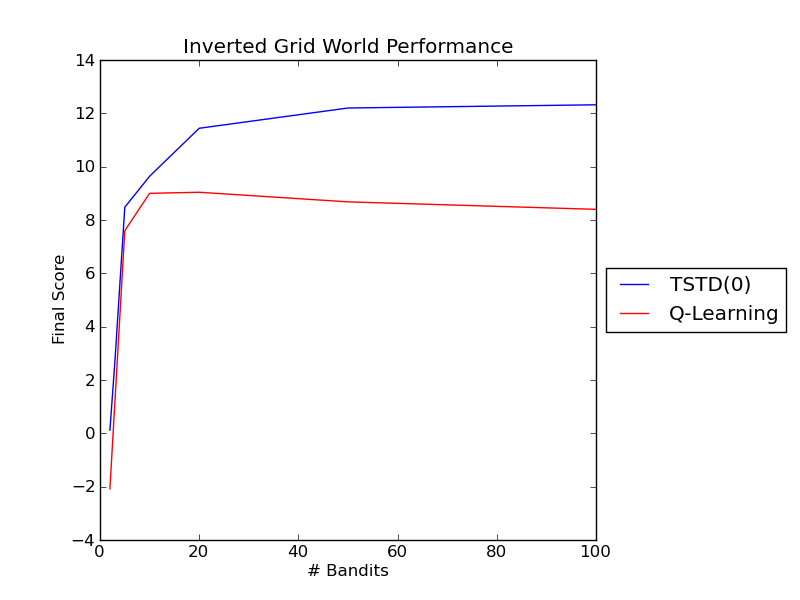 Inverted Grid World Performance
14
12
10
8
6
4
2
0
−2
−4
Final Score
0 20 40 60 80 100
# Bandits
TSTD(0)
Q-Learning